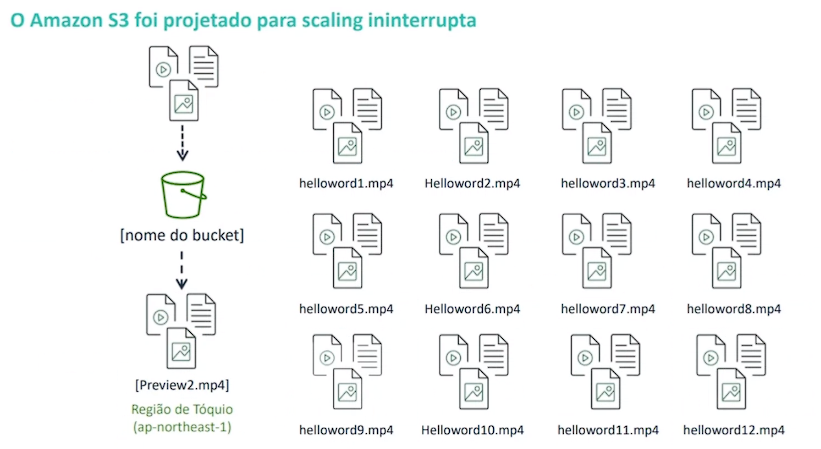 O Amazon S3 foi projetado para scaling ininterrupta
[nome do bucket]
[Preview2.mp4]
Região de Tóquio
(ap-northeast-1)
helloword1.mp4 Helloword2.mp4 helloword3.mp4 helloword4.mp4
helloword5.mp4 Helloword6.mp4 helloword7.mp4 helloword8.mp4
helloword9.mp4 Helloword10.mp4 helloword11.mp4 helloword12.mp4